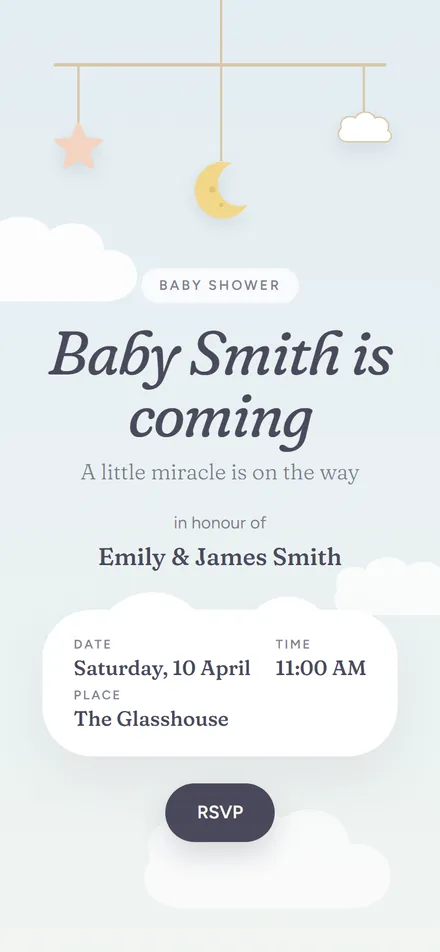 BABY SHOWER
Baby Smith is
coming
A little miracle is on the way
in honour of
Emily & James Smith
DATE
Saturday, 10 April
TIME
11:00 AM
PLACE
The Glasshouse
RSVP